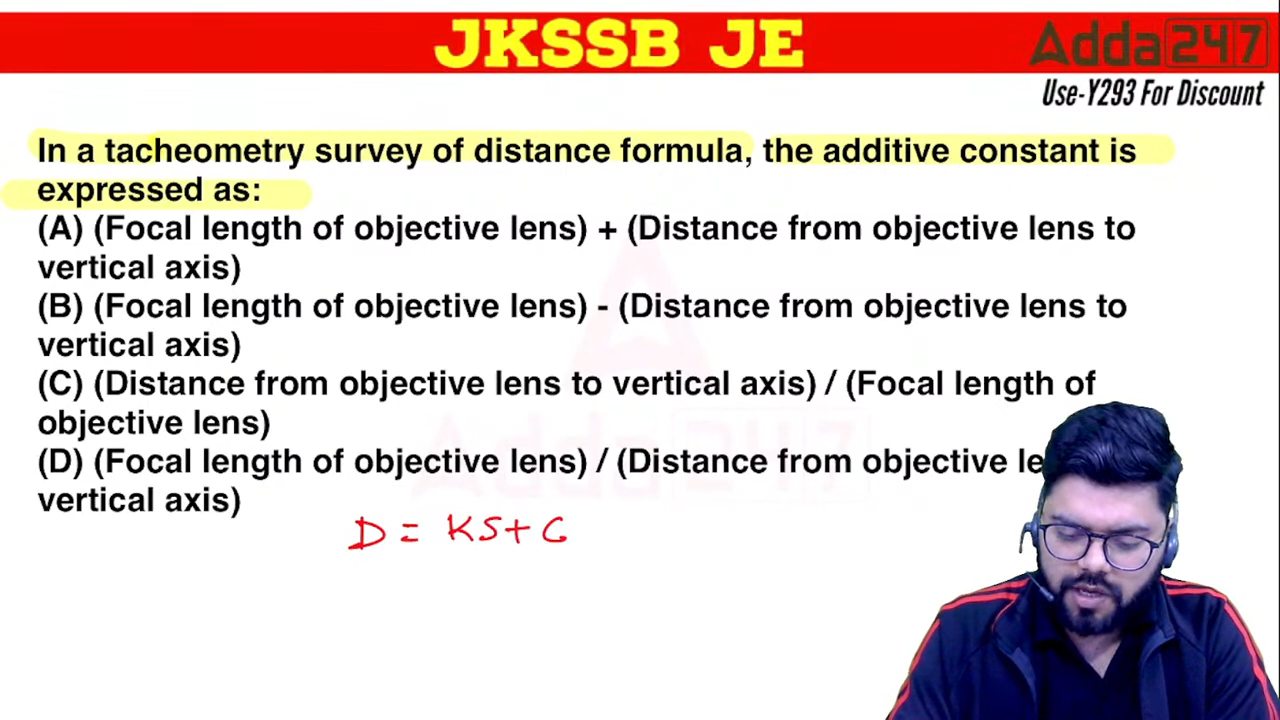 JKSSB JE
Adda247
Use-Y293 For Discount
In a tacheometry survey of distance formula, the additive constant is
expressed as:
(A) (Focal length of objective lens) + (Distance from objective lens to
vertical axis)
(B) (Focal length of objective lens) - (Distance from objective lens to
vertical axis)
(C) (Distance from objective lens to vertical axis) / (Focal length of
objective lens)
(D) (Focal length of objective lens) / (Distance from objective
vertical axis)
D = KS + C
Adda247